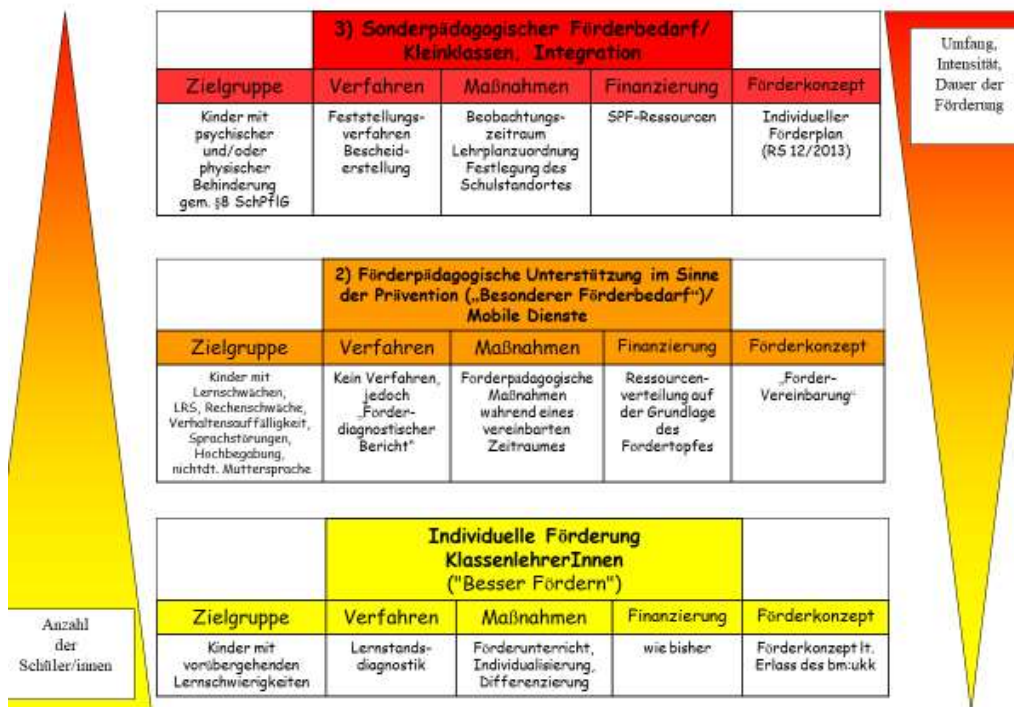 3) Sonderpädagogischer Förderbedarf/
Kleinklassen, Integration
Zielgruppe Verfahren Maßnahmen Finanzierung Förderkonzept
Kinder mit
psychischer
und/oder
physischer
Behinderung
gem. §8 SchPflG
Feststellungs-
verfahren
Bescheid-
erstellung
Beobachtungs-
zeitraum
Lehrplanzuordnung
Festlegung des
Schulstandortes
SPF-Ressourcen
Individueller
Förderplan
(RS 12/2013)
Umfang,
Intensität,
Dauer der
Förderung
2) Förderpädagogische Unterstützung im Sinne
der Prävention („Besonderer Förderbedarf“)/
Mobile Dienste
Zielgruppe Verfahren Maßnahmen Finanzierung Förderkonzept
Kinder mit
Lernschwächen,
LRS, Rechenschwäche,
Verhaltensauffälligkeit,
Sprachstörungen,
Hochbegabung,
nichtdt. Muttersprache
Kein Verfahren,
jedoch
„Förder-
diagnostischer
Bericht“
Förderpädagogische
Maßnahmen
während eines
vereinbarten
Zeitraumes
Ressourcen-
verteilung auf
der Grundlage
des
Fördertopfes
„Förder-
Vereinbarung“
Individuelle Förderung
KlassenlehrerInnen
("Besser Fördern")
Zielgruppe Verfahren Maßnahmen Finanzierung Förderkonzept
Kinder mit
vorübergehenden
Lernschwierigkeiten
Lernstands-
diagnostik
Förderunterricht,
Individualisierung,
Differenzierung
wie bisher
Förderkonzept lt.
Erlass des bm:ukk
Anzahl
der
Schüler/innen